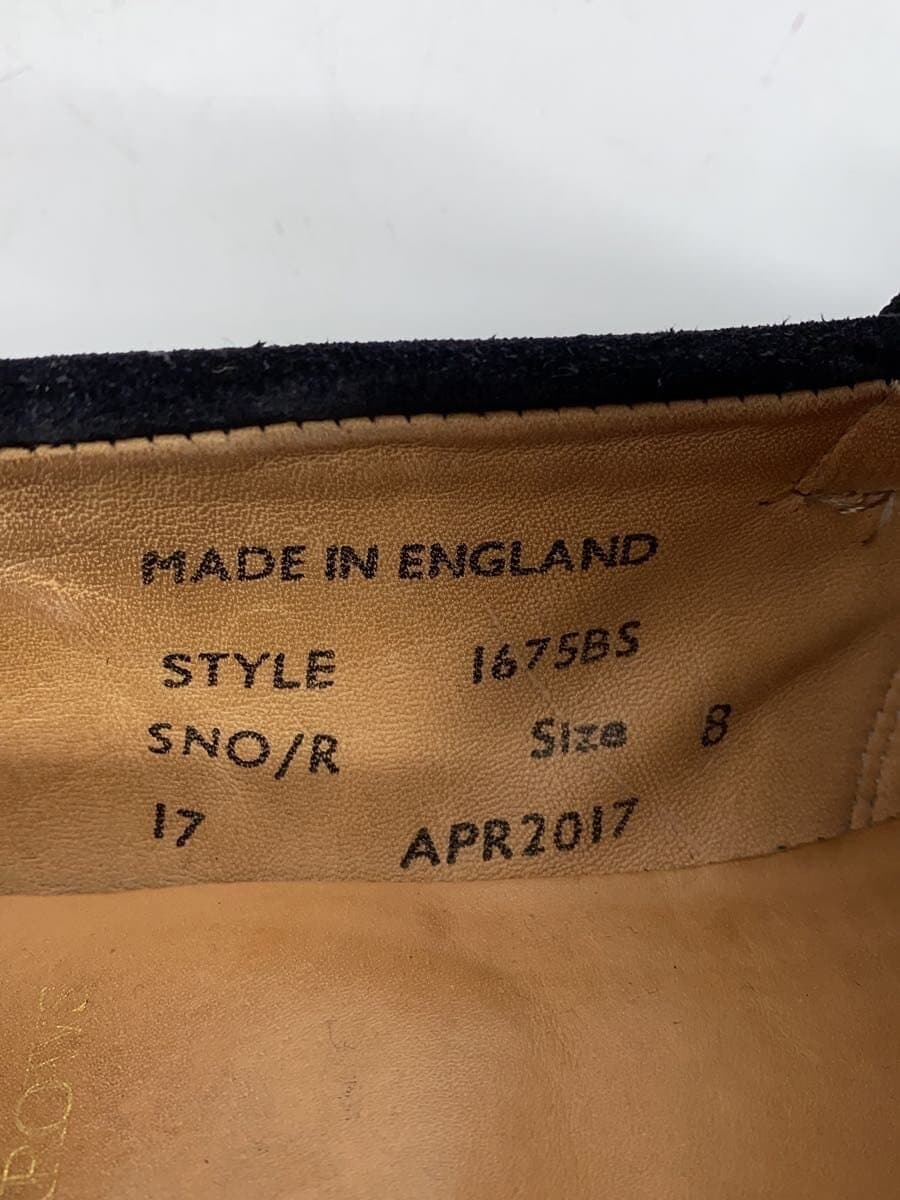 MADE IN ENGLAND
STYLE 1675BS
SNO/R Size 8
17 APR2017